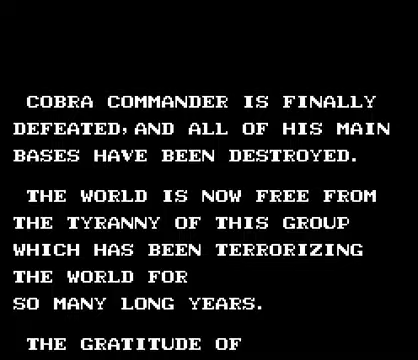 COBRA COMMANDER IS FINALLY
DEFEATED,AND ALL OF HIS MAIN
BASES HAVE BEEN DESTROYED.
THE WORLD IS NOW FREE FROM
THE TYRANNY OF THIS GROUP
WHICH HAS BEEN TERRORIZING
THE WORLD FOR
SO MANY LONG YEARS.
THE GRATITUDE OF